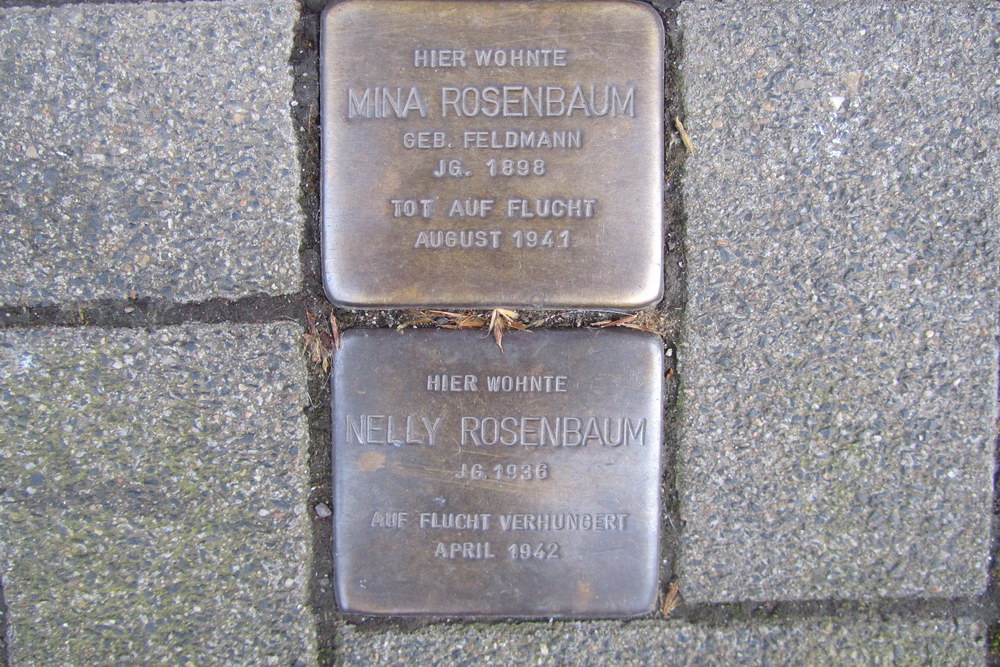 HIER WOHNTE
MINA ROSENBAUM
GEB. FELDMANN
JG. 1898
TOT AUF FLUCHT
AUGUST 1941
HIER WOHNTE
NELLY ROSENBAUM
JG. 1936
AUF FLUCHT VERHUNGERT
APRIL 1942